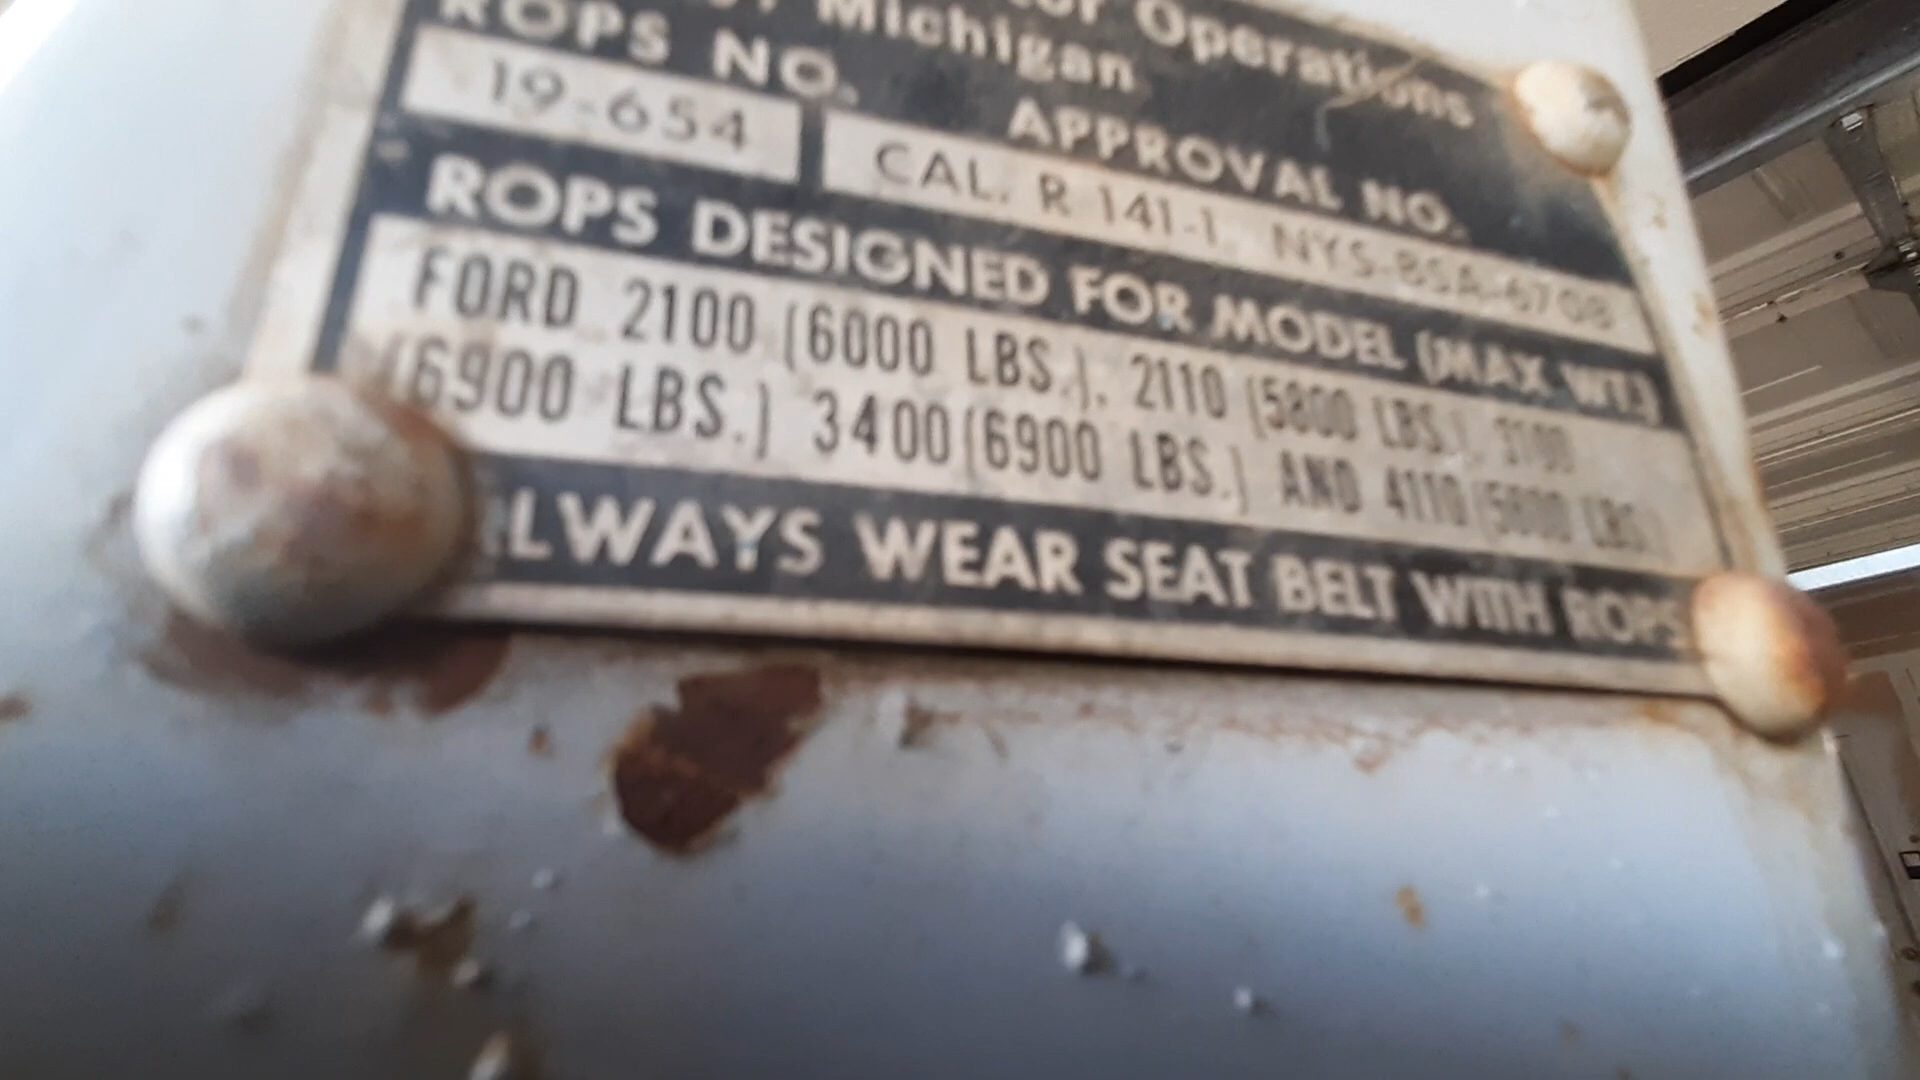 Operations
Michigan
ROPS NO.
APPROVAL NO.
19-654
CAL. R 141-1 NYS-BSA-6708
ROPS DESIGNED FOR MODEL (MAX. WT.)
FORD 2100 (6000 LBS.), 2110 (5800 LBS.), 3100
(6900 LBS.) 3400 (6900 LBS.) AND 4110 (5800 LBS.)
ALWAYS WEAR SEAT BELT WITH ROPS